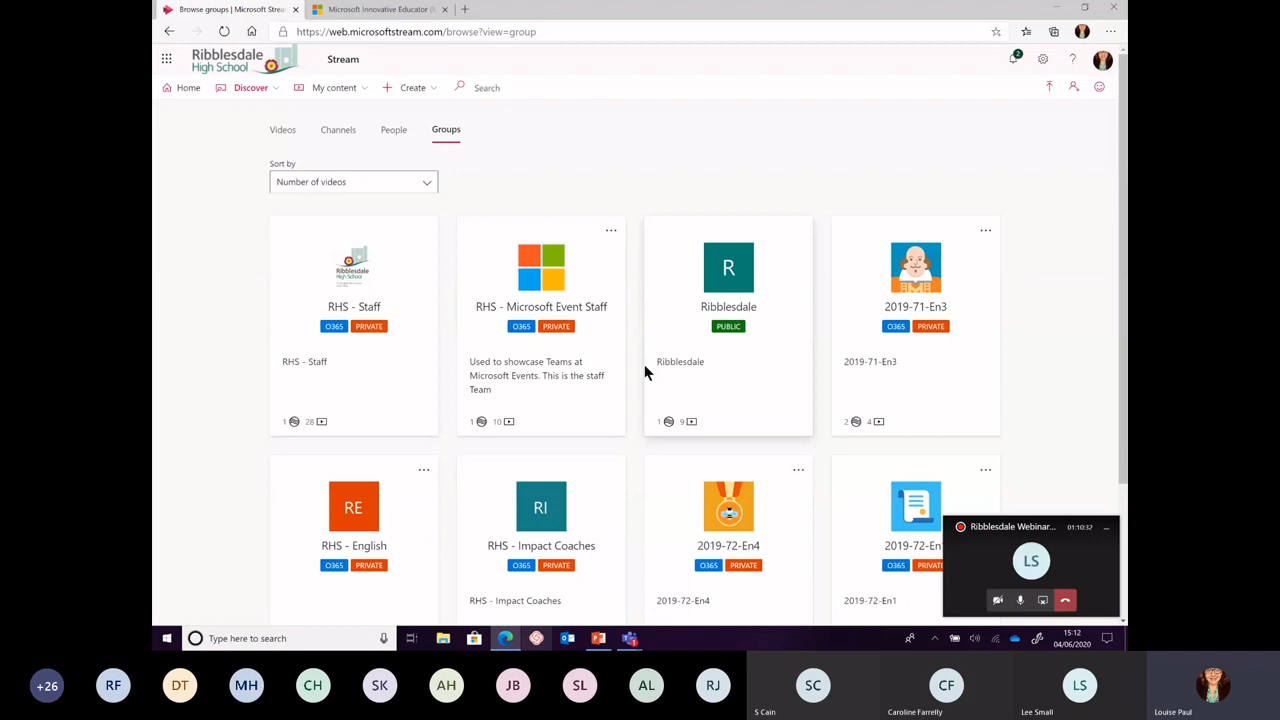 Browse groups | Microsoft Stream
Microsoft Innovative Educator (
https://web.microsoftstream.com/browse?view=group
Ribblesdale
High School
Stream
2
Home
Discover
My content
Create
Search
Videos
Channels
People
Groups
Sort by
Number of videos
Ribblesdale
High School
RHS - Staff
O365 PRIVATE
RHS - Staff
1 28
RHS - Microsoft Event Staff
O365 PRIVATE
Used to showcase Teams at
Microsoft Events. This is the staff
Team
1 10
R
Ribblesdale
PUBLIC
Ribblesdale
1 9
2019-71-En3
O365 PRIVATE
2019-71-En3
2 4
RE
RHS - English
O365 PRIVATE
RI
RHS - Impact Coaches
O365 PRIVATE
RHS - Impact Coaches
2019-72-En4
O365 PRIVATE
2019-72-En4
2019-72-En
O365 PRIVATE
2019-72-En1
Ribblesdale Webinar... 01:10:32
LS
Type here to search
15:12
04/06/2020
+26 RF DT MH CH SK AH JB SL AL RJ SC CF LS
S Cain
Caroline Farrelly
Lee Small
Louise Paul